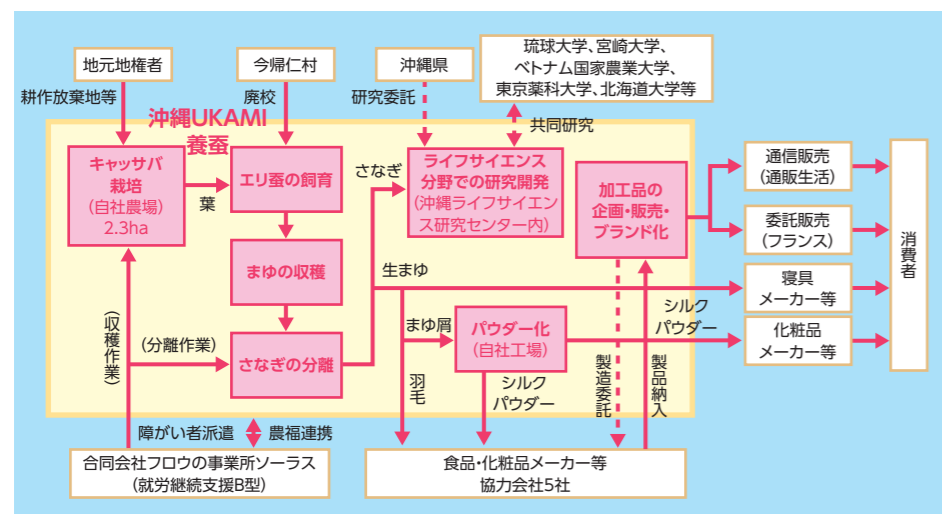 地元地権者
今帰仁村
沖縄県
琉球大学、宮崎大学、
ベトナム国家農業大学、
東京薬科大学、北海道大学等
耕作放棄地等
廃校
研究委託
共同研究
沖縄UKAMI
養蚕
キャッサバ
栽培
(自社農場)
2.3ha
葉
エリ蚕の飼育
さなぎ
ライフサイエンス
分野での研究開発
(沖縄ライフサイエン
ス研究センター内)
加工品の
企画・販売・
ブランド化
通信販売
(通販生活)
委託販売
(フランス)
消費者
まゆの収穫
生まゆ
寝具
メーカー等
(収穫作業)
(分離作業)
さなぎの分離
まゆ屑
パウダー化
(自社工場)
シルク
パウダー
化粧品
メーカー等
羽毛
シルク
パウダー
製造委託
製品納入
障がい者派遣
農福連携
合同会社フロウの事業所ソーラス
(就労継続支援B型)
食品・化粧品メーカー等
協力会社5社